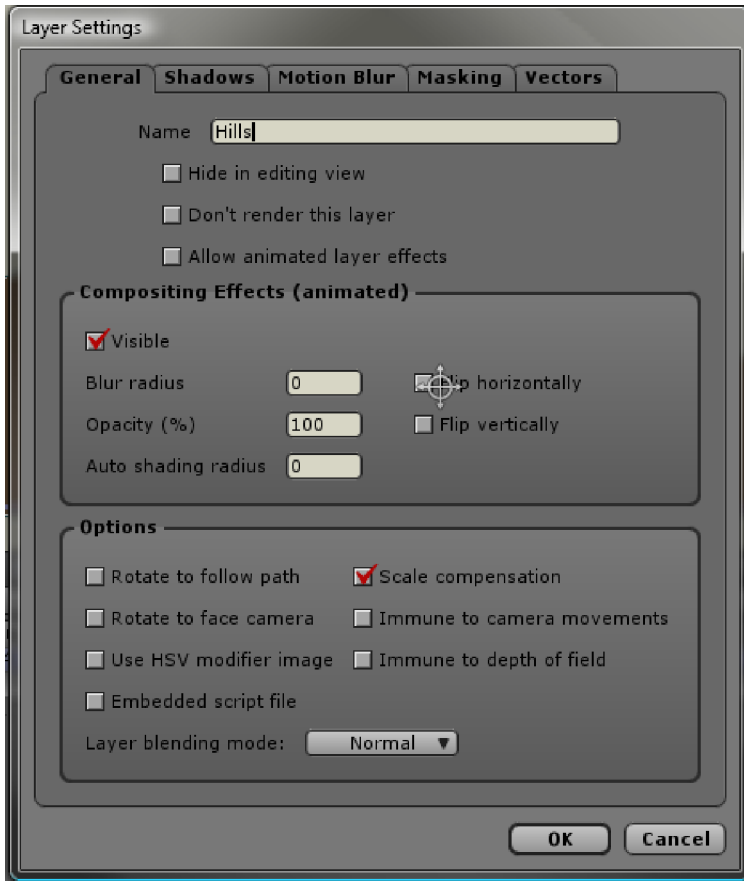 Layer Settings
General Shadows Motion Blur Masking Vectors
Name Hills
Hide in editing view
Don't render this layer
Allow animated layer effects
Compositing Effects (animated)
Visible
Blur radius 0 Flip horizontally
Opacity (%) 100 Flip vertically
Auto shading radius 0
Options
Rotate to follow path Scale compensation
Rotate to face camera Immune to camera movements
Use HSV modifier image Immune to depth of field
Embedded script file
Layer blending mode: Normal
OK Cancel